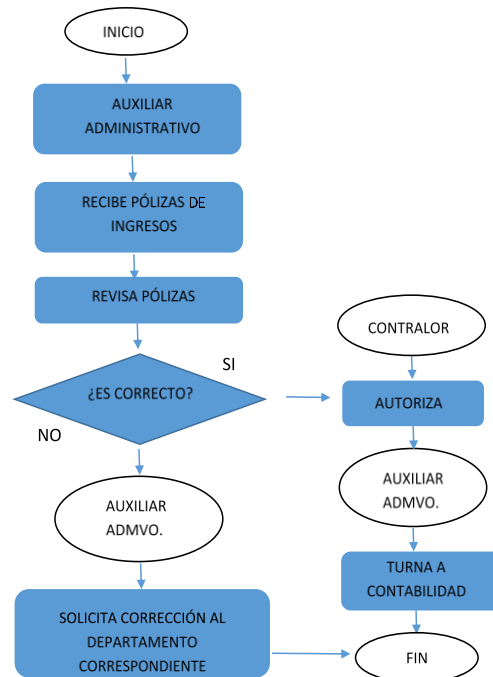 INICIO
AUXILIAR
ADMINISTRATIVO
RECIBE PÓLIZAS DE
INGRESOS
REVISA PÓLIZAS
¿ES CORRECTO?
SI
NO
AUXILIAR
ADMVO.
SOLICITA CORRECCIÓN AL
DEPARTAMENTO
CORRESPONDIENTE
CONTRALOR
AUTORIZA
AUXILIAR
ADMVO.
TURNA A
CONTABILIDAD
FIN